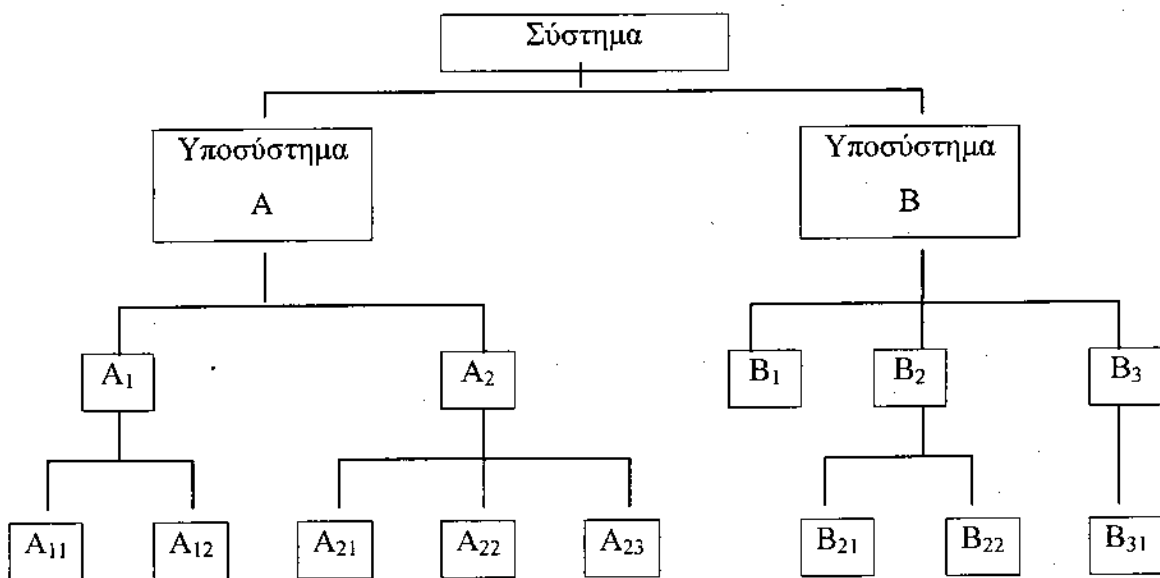 Σύστημα
Υποσύστημα
Α
Υποσύστημα
Β
Α₁
Α₂
Β₁
Β₂
Β₃
Α₁₁
Α₁₂
Α₂₁
Α₂₂
Α₂₃
Β₂₁
Β₂₂
Β₃₁